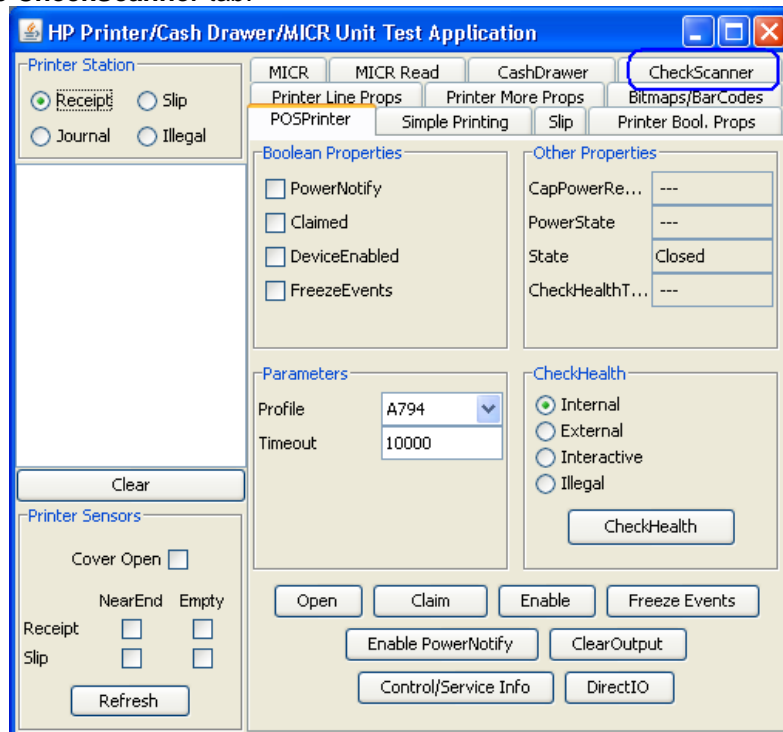 CheckScanner tab.
HP Printer/Cash Drawer/MICR Unit Test Application
Printer Station
Receipt Slip
Journal Illegal
MICR MICR Read CashDrawer CheckScanner
Printer Line Props Printer More Props Bitmaps/BarCodes
POSPrinter Simple Printing Slip Printer Bool. Props
Boolean Properties
PowerNotify
Claimed
DeviceEnabled
FreezeEvents
Other Properties
CapPowerRe... ---
PowerState ---
State Closed
CheckHealthT... ---
Parameters
Profile A794
Timeout 10000
CheckHealth
Internal
External
Interactive
Illegal
CheckHealth
Clear
Printer Sensors
Cover Open
NearEnd Empty
Receipt
Slip
Refresh
Open Claim Enable Freeze Events
Enable PowerNotify ClearOutput
Control/Service Info DirectIO